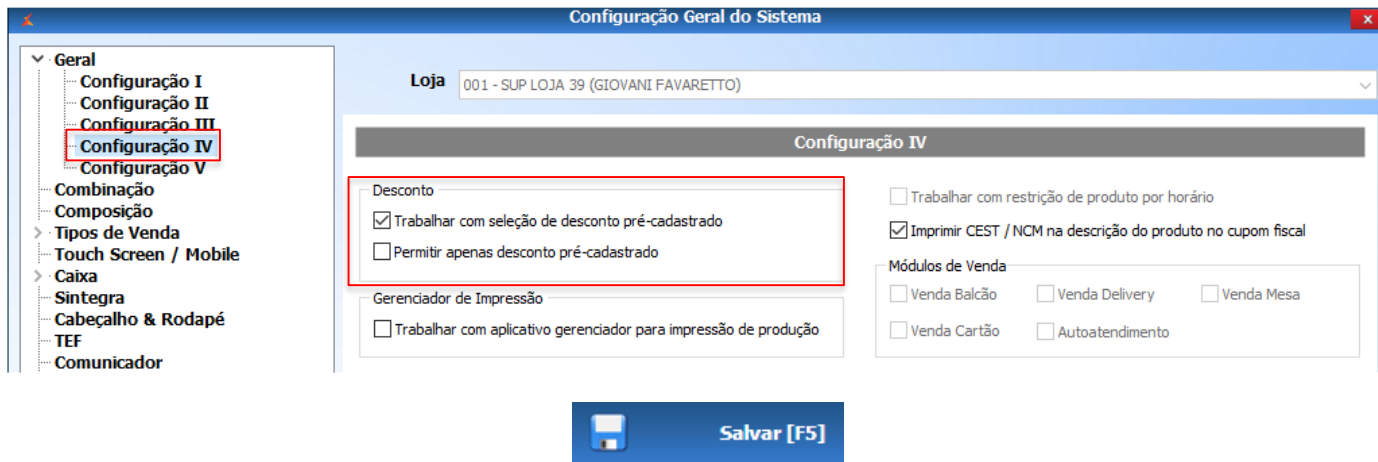 Configuração Geral do Sistema
Geral
Configuração I
Configuração II
Configuração III
Configuração IV
Configuração V
Combinação
Composição
Tipos de Venda
Touch Screen / Mobile
Caixa
Sintegra
Cabeçalho & Rodapé
TEF
Comunicador
Loja
001 - SUP LOJA 39 (GIOVANI FAVARETTO)
Configuração IV
Desconto
Trabalhar com seleção de desconto pré-cadastrado
Permitir apenas desconto pré-cadastrado
Gerenciador de Impressão
Trabalhar com aplicativo gerenciador para impressão de produção
Trabalhar com restrição de produto por horário
Imprimir CEST / NCM na descrição do produto no cupom fiscal
Módulos de Venda
Venda Balcão Venda Delivery Venda Mesa
Venda Cartão Autoatendimento
Salvar [F5]